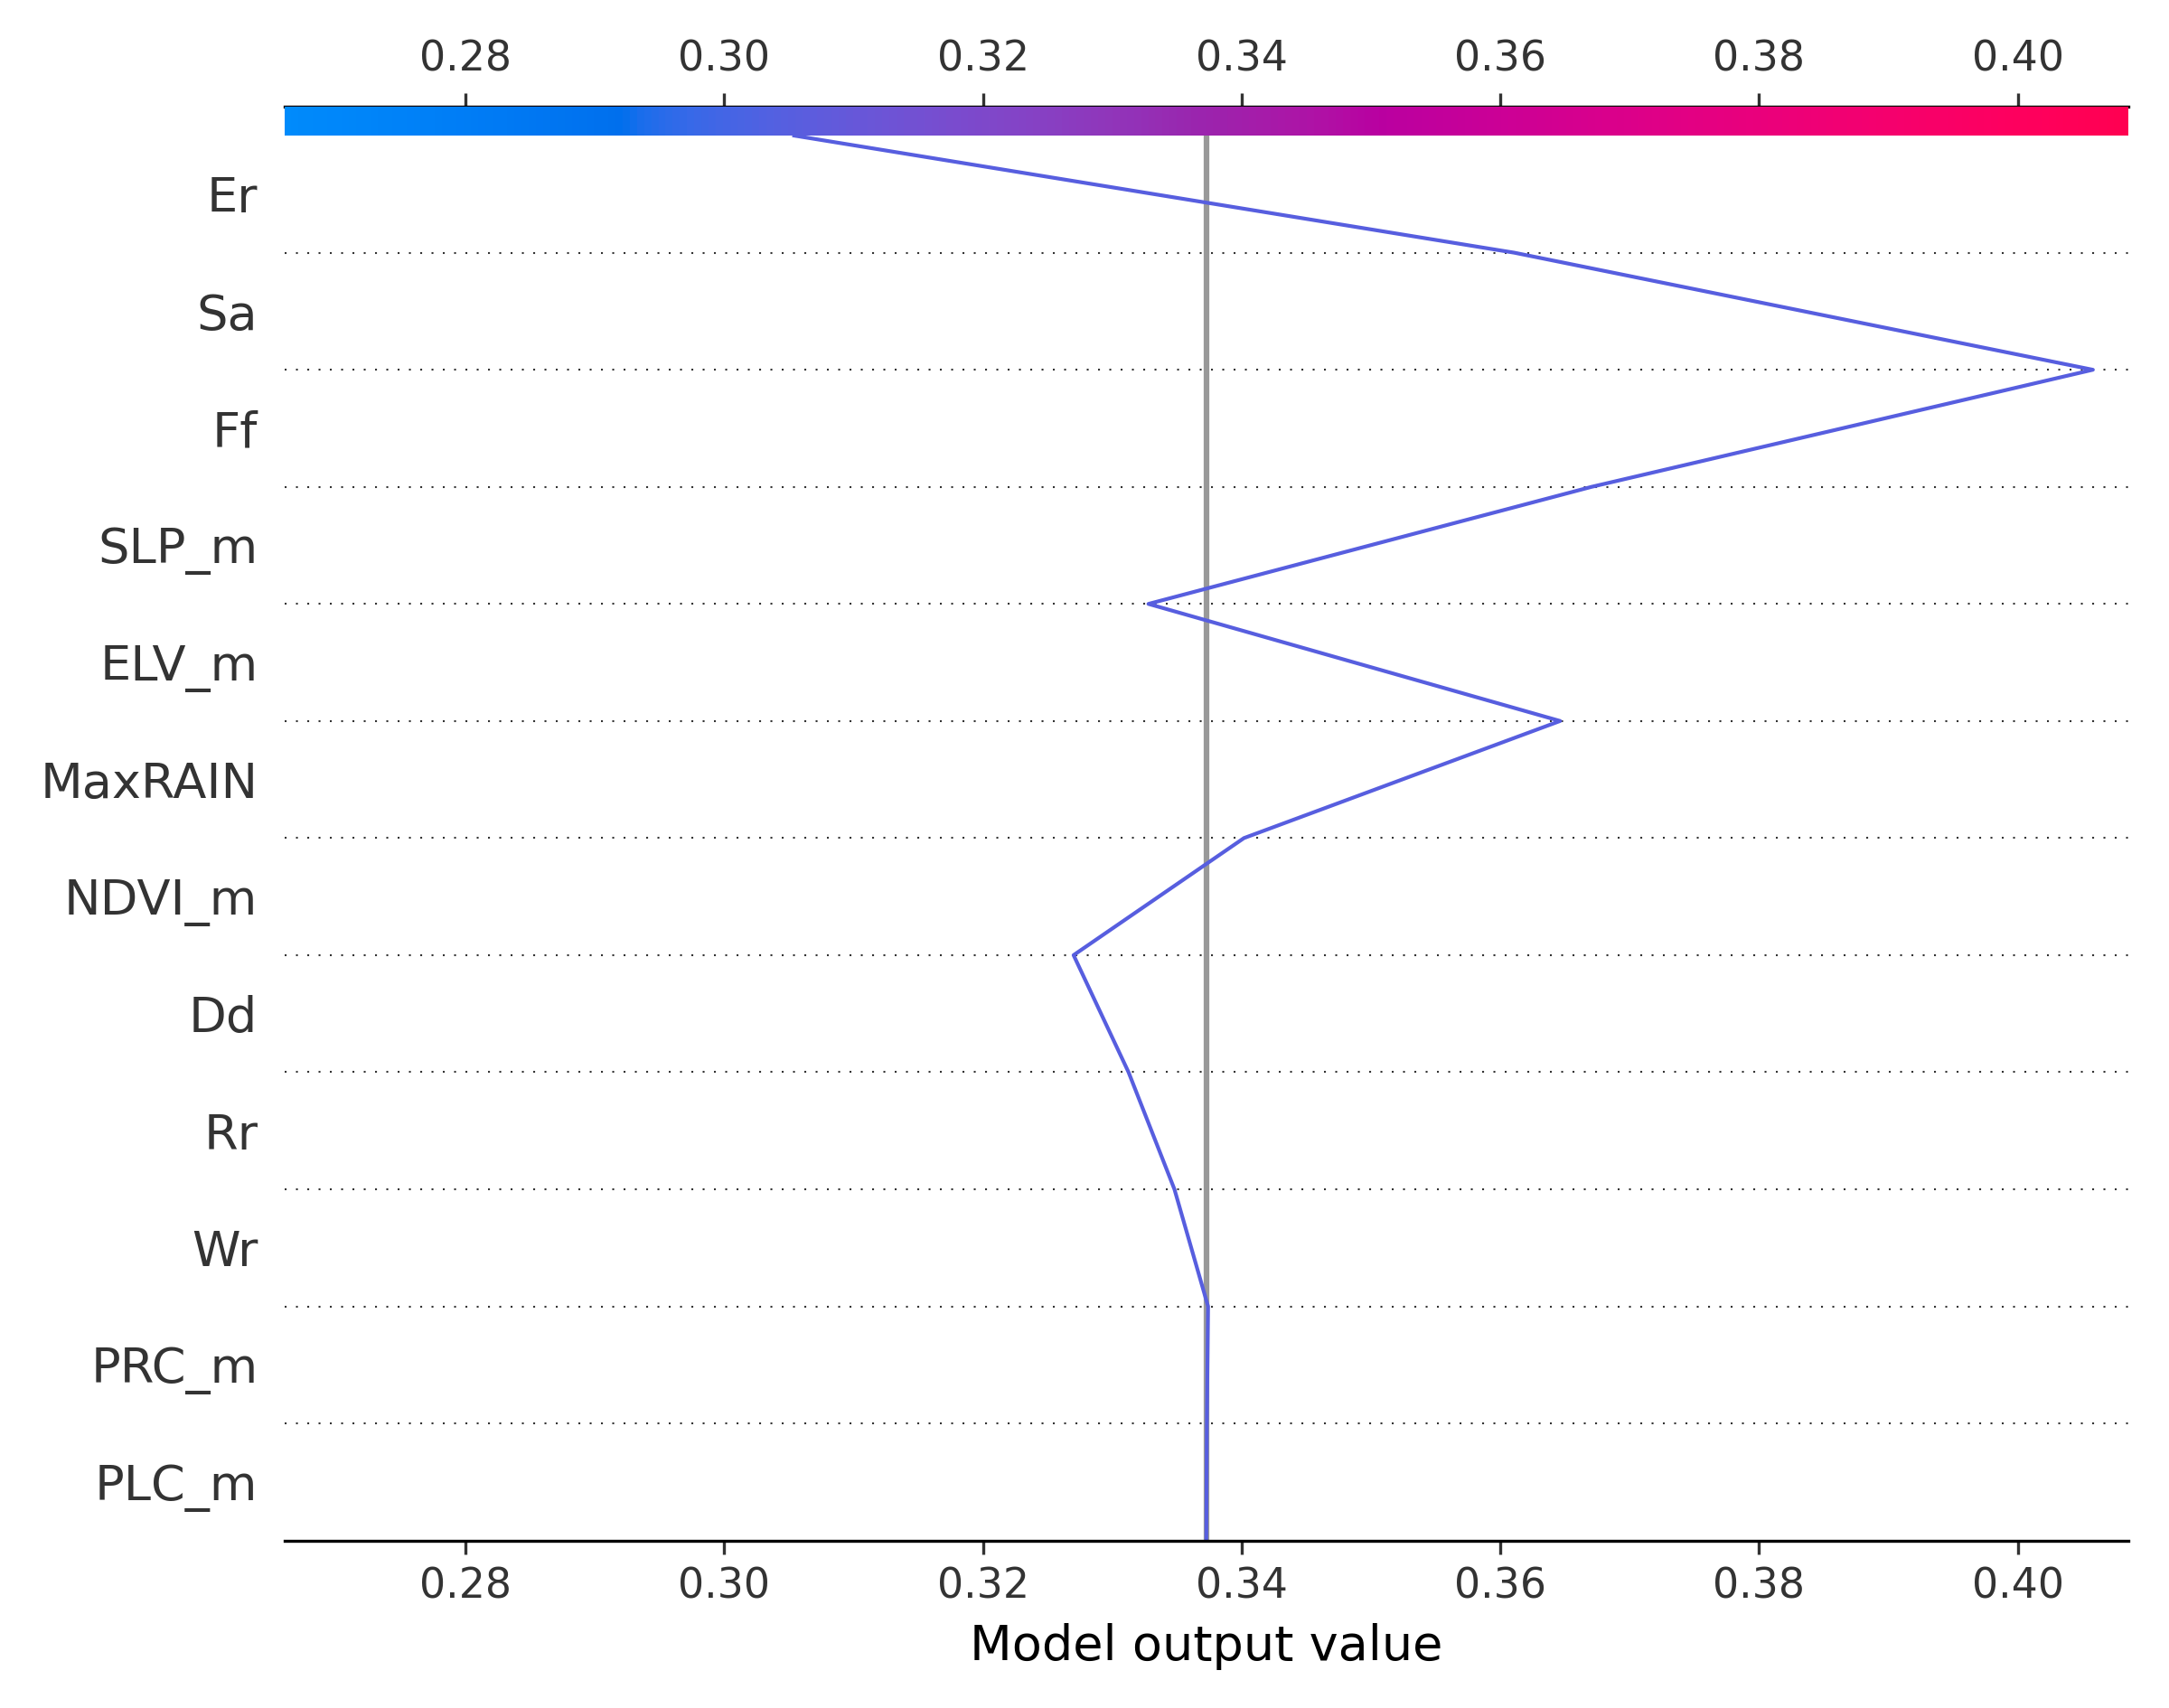 0.28 0.30 0.32 0.34 0.36 0.38 0.40
Er
Sa
Ff
SLP_m
ELV_m
MaxRAIN
NDVI_m
Dd
Rr
Wr
PRC_m
PLC_m
0.28 0.30 0.32 0.34 0.36 0.38 0.40
Model output value